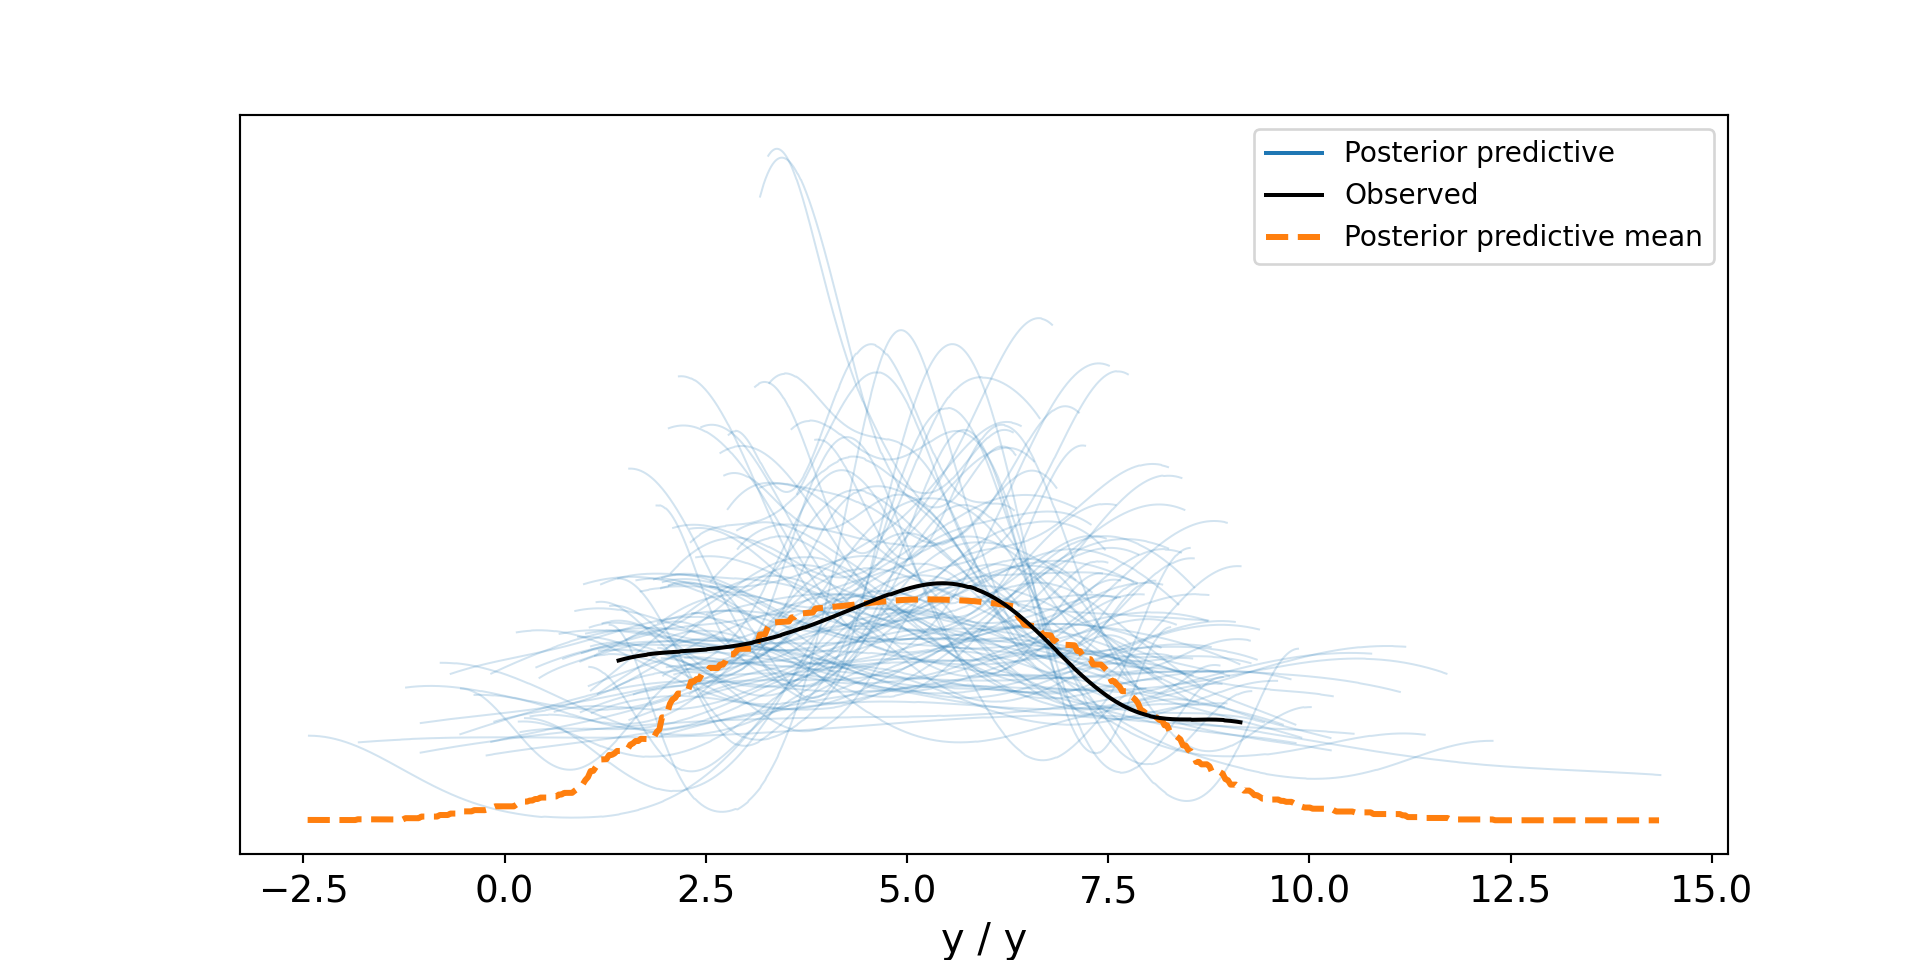 Posterior predictive
Observed
Posterior predictive mean
−2.5 0.0 2.5 5.0 7.5 10.0 12.5 15.0
y / y